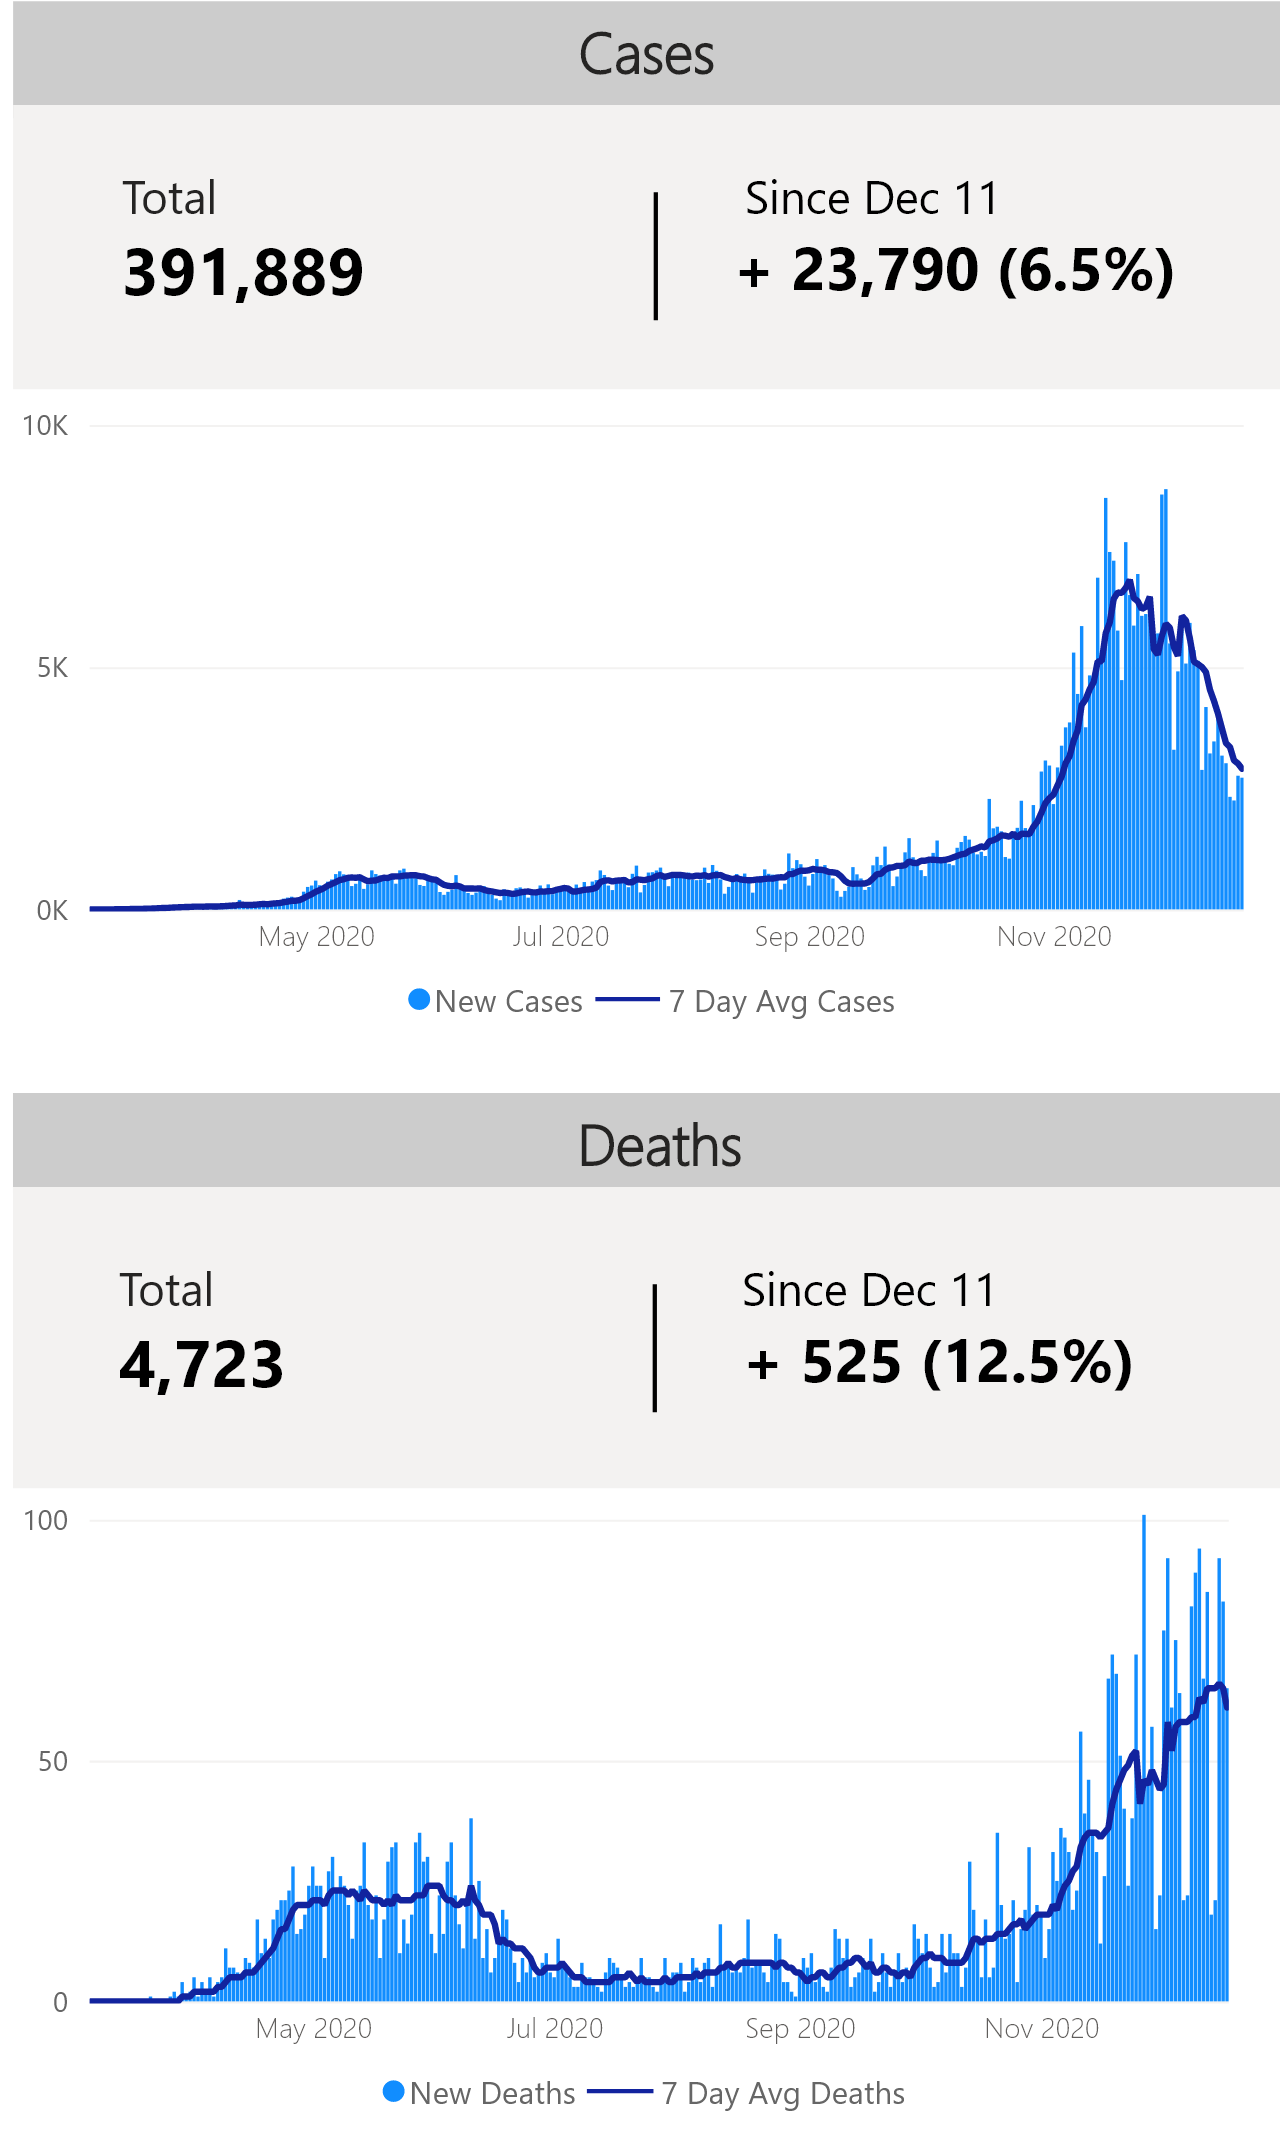 Cases
Total
Since Dec 11
391,889
+ 23,790 (6.5%)
10K
5K
0K
May 2020
Jul 2020
Sep 2020
Nov 2020
New Cases
7 Day Avg Cases
Deaths
Total
Since Dec 11
4,723
+ 525 (12.5%)
100
50
0
May 2020
Jul 2020
Sep 2020
Nov 2020
New Deaths
7 Day Avg Deaths